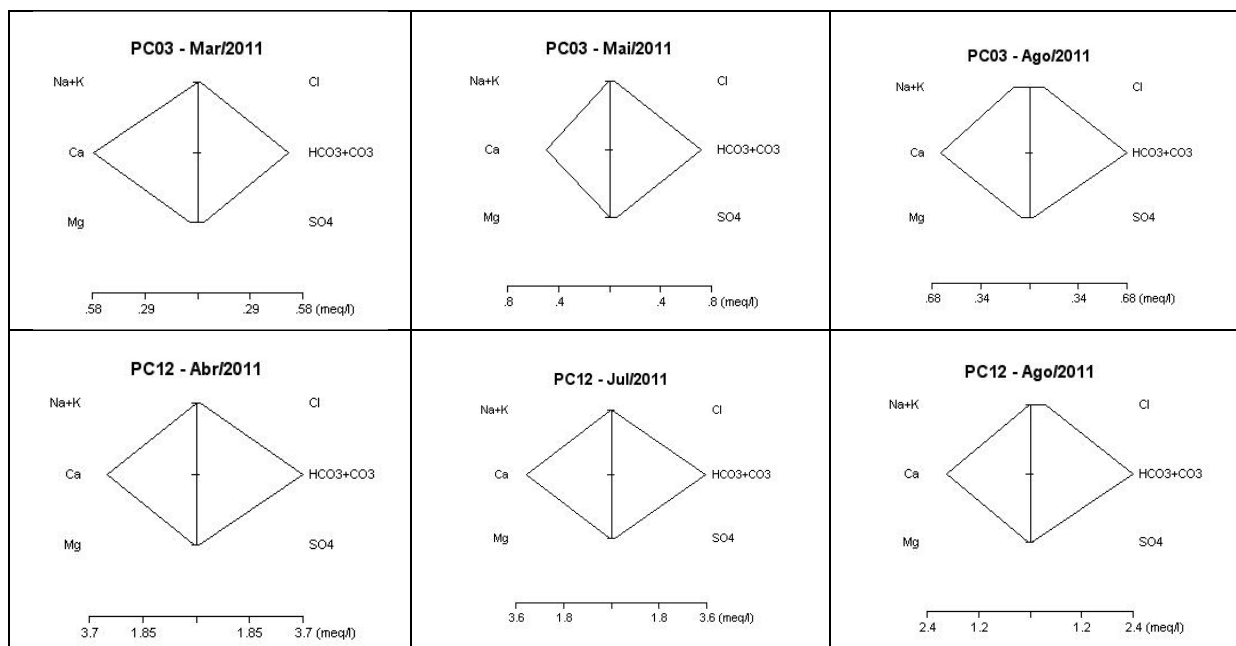 PC03 - Mar/2011
Na+K Cl
Ca HCO3+CO3
Mg SO4
.58 .29 .29 .58 (meq/l)
PC03 - Mai/2011
Na+K Cl
Ca HCO3+CO3
Mg SO4
.8 .4 .4 .8 (meq/l)
PC03 - Ago/2011
Na+K Cl
Ca HCO3+CO3
Mg SO4
.68 .34 .34 .68 (meq/l)
PC12 - Abr/2011
Na+K Cl
Ca HCO3+CO3
Mg SO4
3.7 1.85 1.85 3.7 (meq/l)
PC12 - Jul/2011
Na+K Cl
Ca HCO3+CO3
Mg SO4
3.6 1.8 1.8 3.6 (meq/l)
PC12 - Ago/2011
Na+K Cl
Ca HCO3+CO3
Mg SO4
2.4 1.2 1.2 2.4 (meq/l)